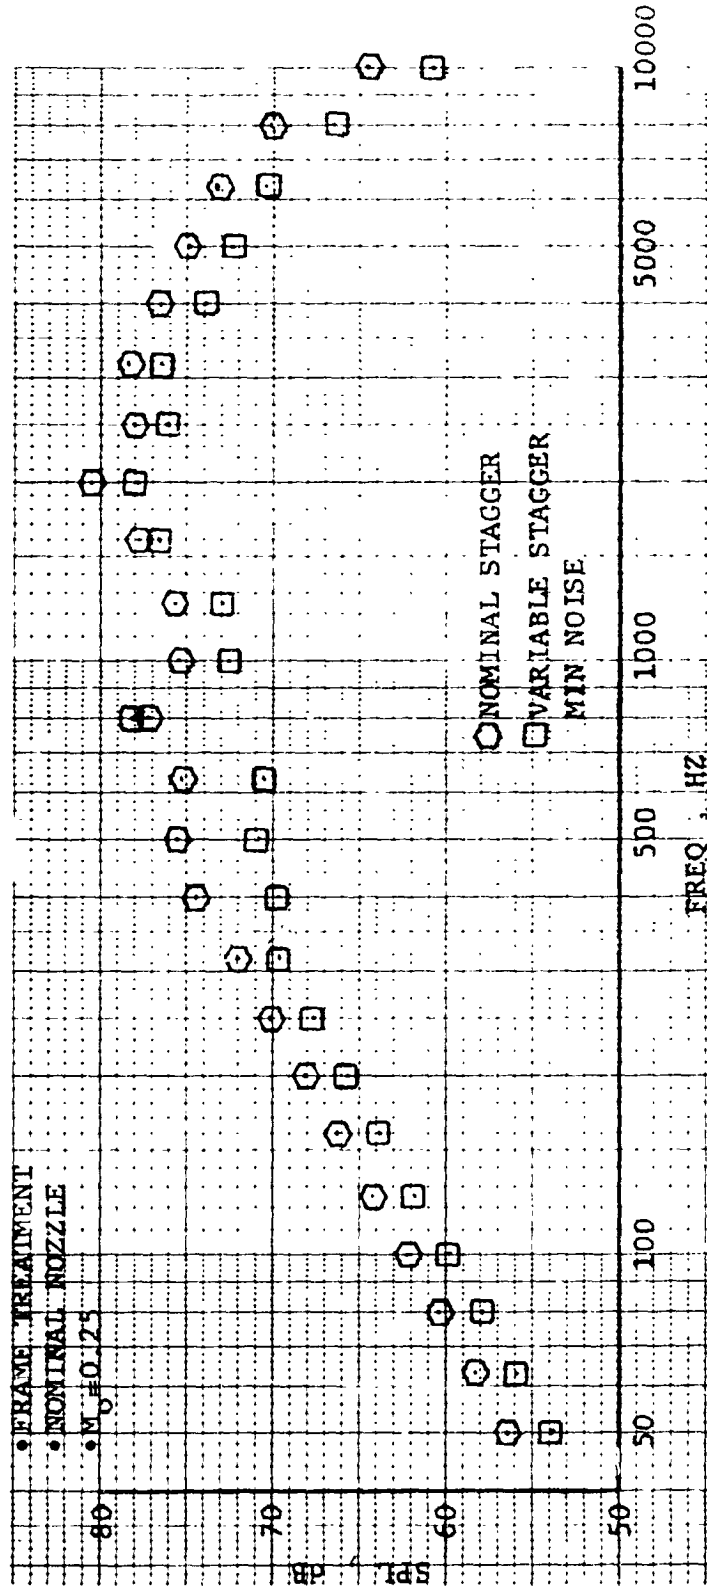 • FRAME TREATMENT
• NOMINAL NOZZLE
• M₀=0.25
80
70
60
50
SPL, dB
NOMINAL STAGGER
VARIABLE STAGGER
MIN NOISE
50
100
500
1000
5000
10000
FREQ, HZ